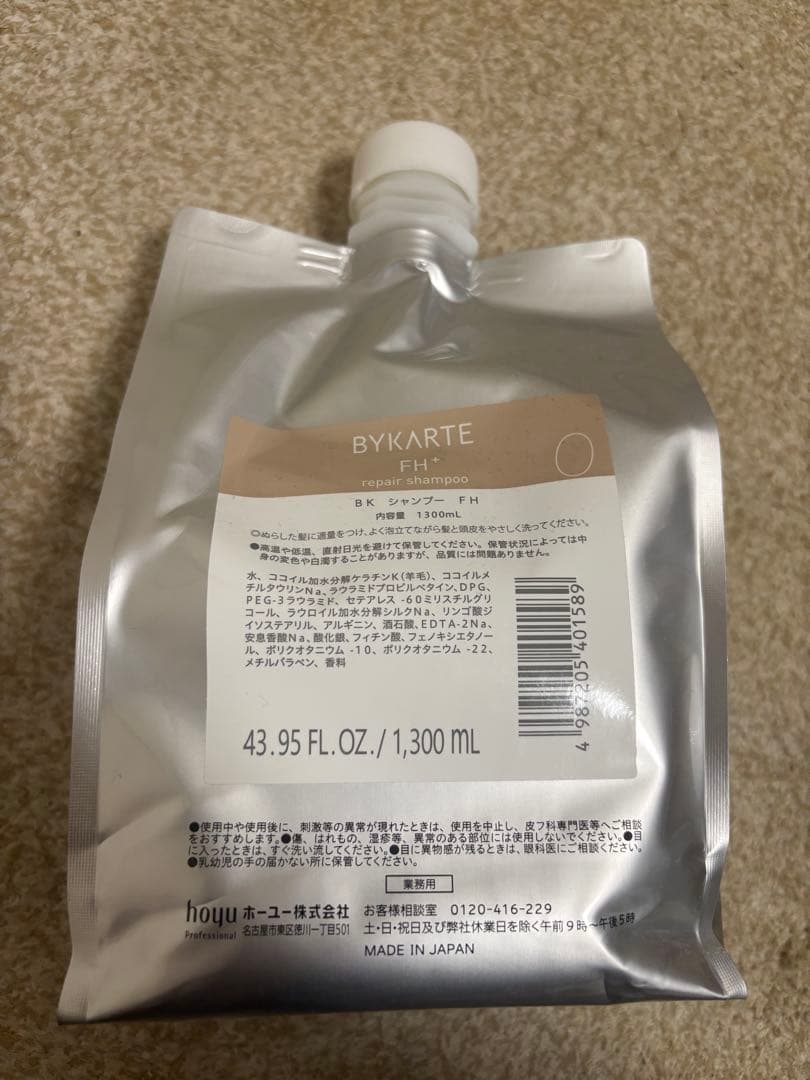 BYKARTE
FH⁺
repair shampoo
BK シャンプー FH
内容量 1300mL
◎ぬらした髪に適量をつけ、よく泡立てながら髪と頭皮をやさしく洗ってください。
●高温や低温、直射日光を避けて保管してください。保管状況によっては中
身の変色や白濁することがありますが、品質には問題ありません。
水、ココイル加水分解ケラチンK(羊毛)、ココイルメ
チルタウリンNa、ラウラミドプロピルベタイン、DPG、
PEG-3ラウラミド、セテアレス-60ミリスチルグリ
コール、ラウロイル加水分解シルクNa、リンゴ酸ジ
イソステアリル、アルギニン、酒石酸、EDTA-2Na、
安息香酸Na、酸化銀、フィチン酸、フェノキシエタノー
ル、ポリクオタニウム-10、ポリクオタニウム-22、
メチルパラベン、香料
4 987205 401589
43.95 FL.OZ./1,300 mL
●使用中や使用後に、刺激等の異常が現れたときは、使用を中止し、皮フ科専門医等へご相談
をおすすめします。●傷、はれもの、湿疹等、異常のある部位には使用しないでください。●目
に入ったときは、すぐ洗い流してください。●目に異物感が残るときは、眼科医にご相談ください。
●乳幼児の手の届かない所に保管してください。
業務用
hoyu ホーユー株式会社 お客様相談室 0120-416-229
Professional 名古屋市東区徳川一丁目501 土・日・祝日及び弊社休業日を除く午前9時～午後5時
MADE IN JAPAN